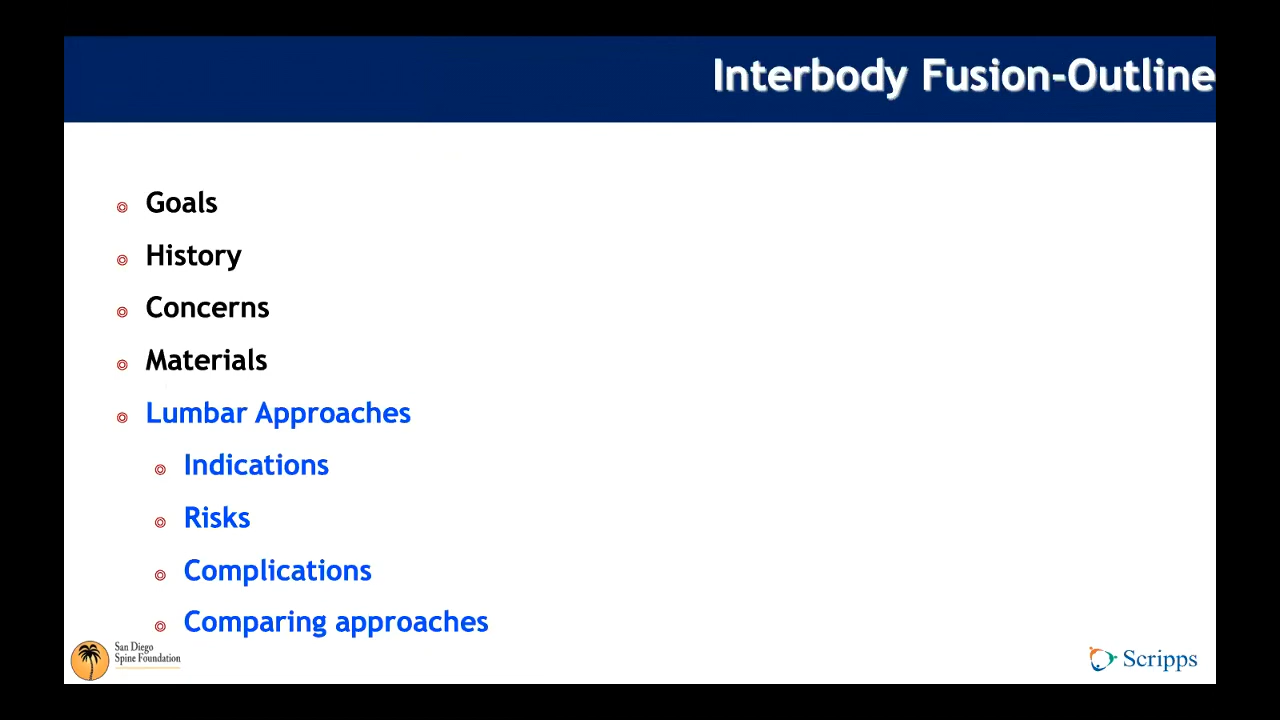 Interbody Fusion-Outline
Goals
History
Concerns
Materials
Lumbar Approaches
Indications
Risks
Complications
Comparing approaches
San Diego
Spine Foundation
Scripps